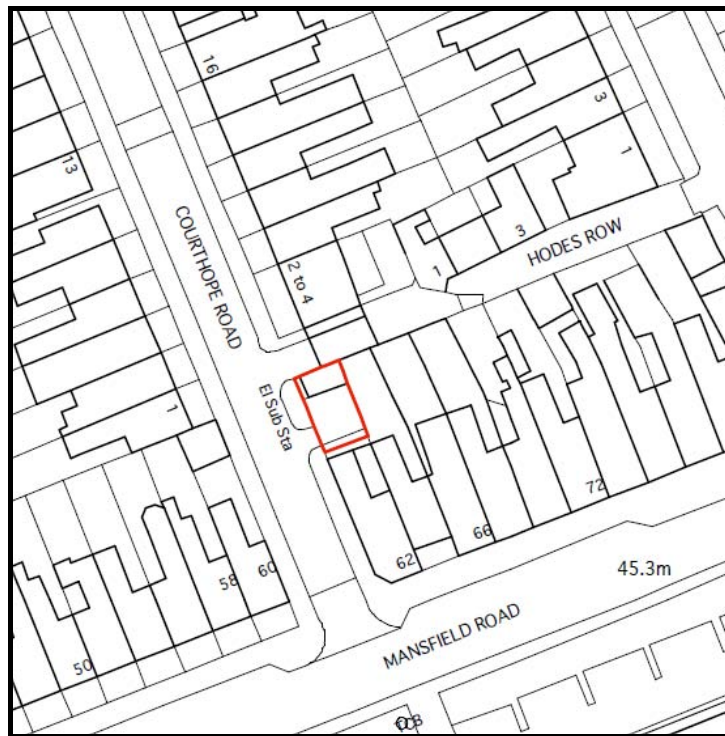 16
3
13
1
COURTHOPE ROAD
3
HODES ROW
1
2 to 4
1
El Sub Sta
72
66
62
45.3m
60
58
50
MANSFIELD ROAD